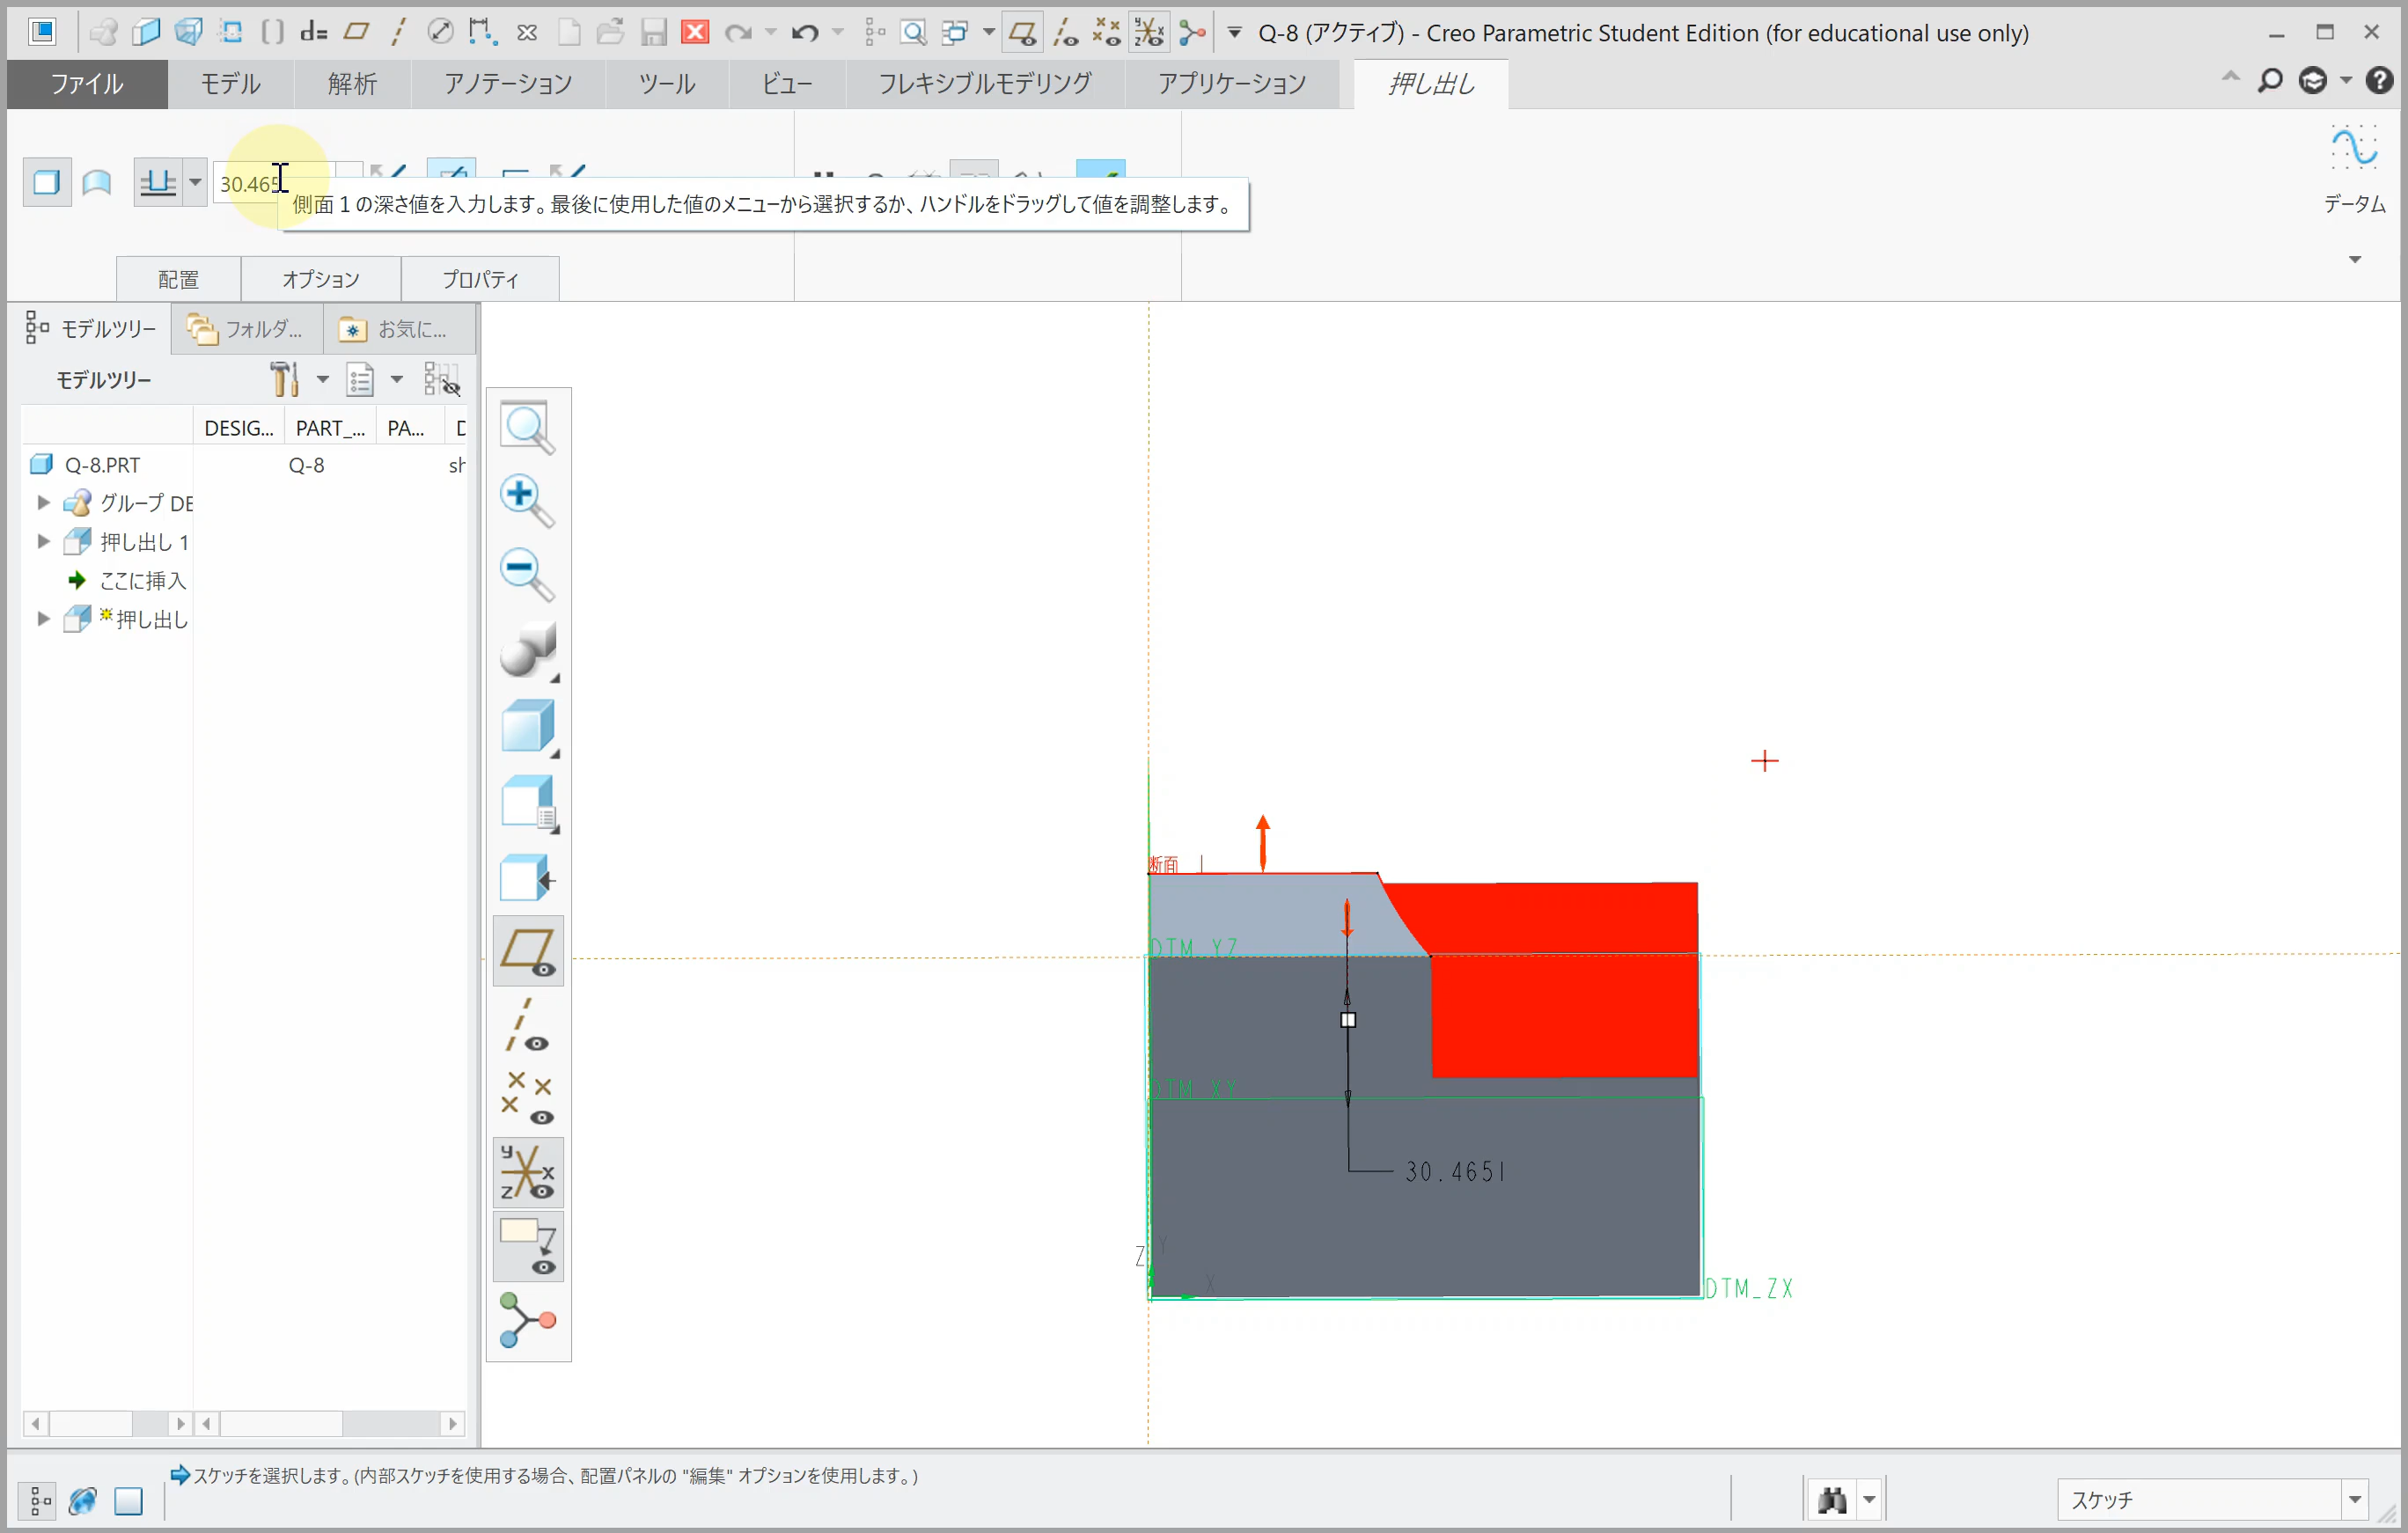 Q-8 (アクティブ) - Creo Parametric Student Edition (for educational use only)
ファイル モデル 解析 アノテーション ツール ビュー フレキシブルモデリング アプリケーション 押し出し
30.465
側面 1 の深さ値を入力します。最後に使用した値のメニューから選択するか、ハンドルをドラッグして値を調整します。
データム
配置 オプション プロパティ
モデルツリー フォルダ... お気に...
モデルツリー
DESIG... PART_... PA...
Q-8.PRT Q-8 sh
グループ DE
押し出し 1
ここに挿入
押し出し
断面 1
DTM_YZ
DTM_XY
30.4651
Z Y
X
DTM_ZX
スケッチを選択します。(内部スケッチを使用する場合、配置パネルの "編集" オプションを使用します。)
スケッチ